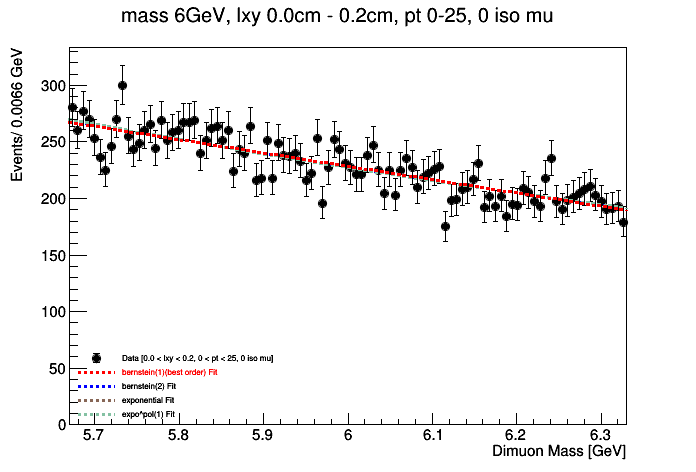 mass 6GeV, lxy 0.0cm - 0.2cm, pt 0-25, 0 iso mu
Events/ 0.0066 GeV
300
250
200
150
100
50
0
Data [0.0 < lxy < 0.2, 0 < pt < 25, 0 iso mu]
bernstein(1)(best order) Fit
bernstein(2) Fit
exponential Fit
expo*pol(1) Fit
5.7 5.8 5.9 6 6.1 6.2 6.3
Dimuon Mass [GeV]